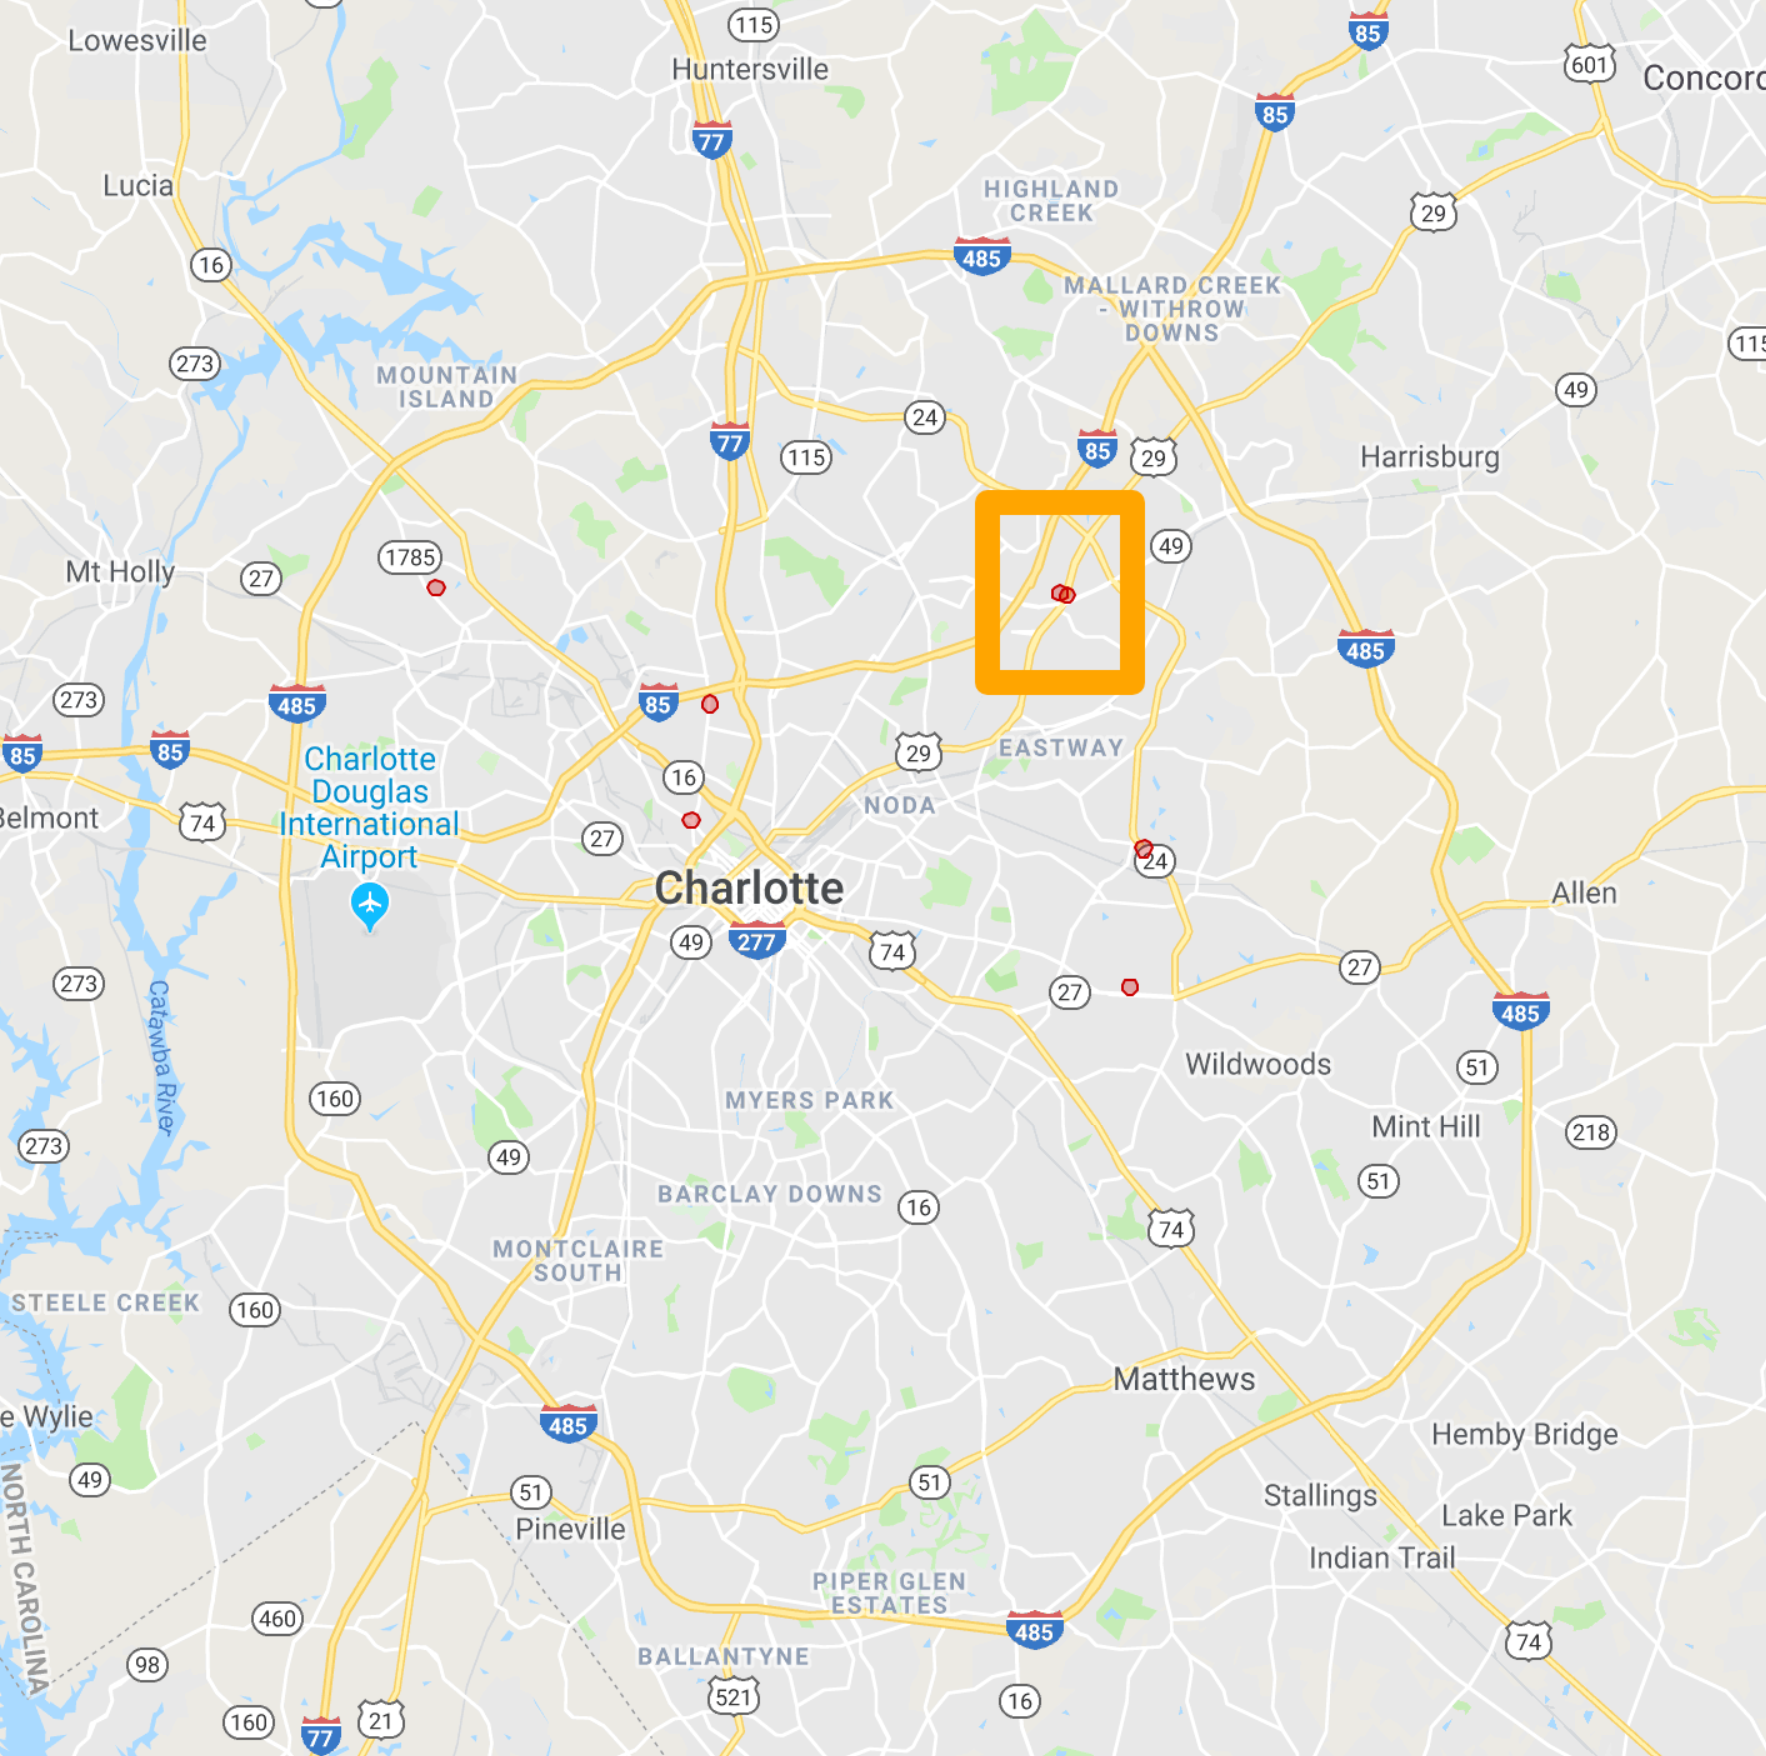 115
85
Lowesville
601
Huntersville
Concord
85
77
Lucia
HIGHLAND
CREEK
29
16
485
MALLARD CREEK
- WITHROW
DOWNS
273
115
MOUNTAIN
ISLAND
49
24
77
115
85
29
Harrisburg
1785
49
Mt Holly
27
485
273
485
85
85
85
29
EASTWAY
Charlotte
Douglas
International
Airport
16
NODA
Belmont
74
27
24
Charlotte
Allen
49
277
74
27
273
27
485
Catawba River
Wildwoods
51
160
MYERS PARK
Mint Hill
218
273
49
51
BARCLAY DOWNS
16
74
MONTCLAIRE
SOUTH
STEELE CREEK
160
Matthews
e Wylie
485
Hemby Bridge
49
51
51
Stallings
Lake Park
Pineville
NORTH CAROLINA
Indian Trail
PIPER GLEN
ESTATES
460
485
74
BALLANTYNE
98
521
16
160
21
77